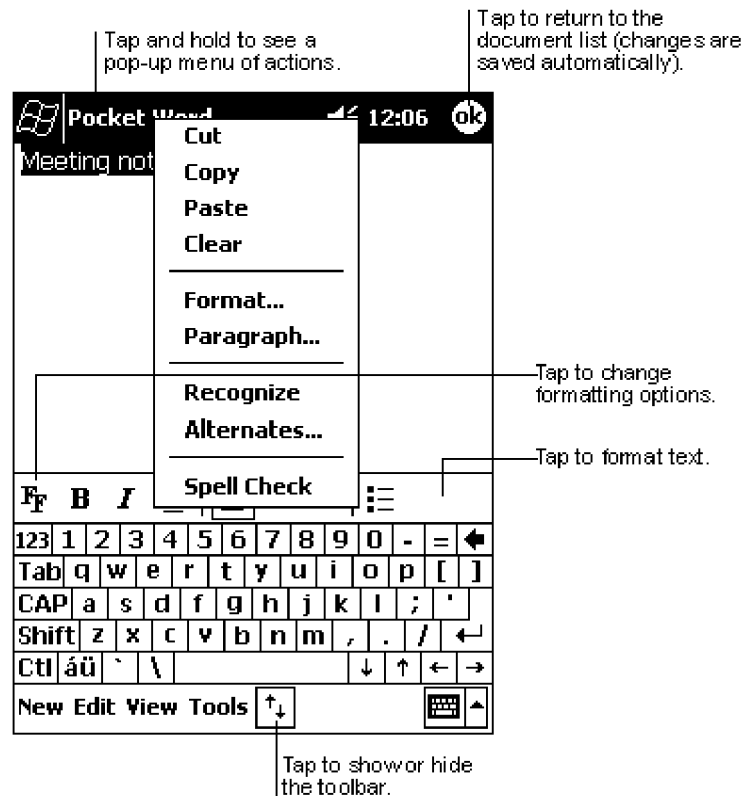 Tap and hold to see a
pop-up menu of actions.
Tap to return to the
document list (changes are
saved automatically).
Pocket Word 12:06 ok
Meeting not
Cut
Copy
Paste
Clear
Format...
Paragraph...
Recognize
Alternates...
Spell Check
Tap to change
formatting options.
Tap to format text.
FF B I
123 1 2 3 4 5 6 7 8 9 0 - = ←
Tab q w e r t y u i o p [ ]
CAP a s d f g h j k l ; '
Shift z x c v b n m , . / ↵
Ctl áü ` \ ↓ ↑ ← →
New Edit View Tools
Tap to show or hide
the toolbar.